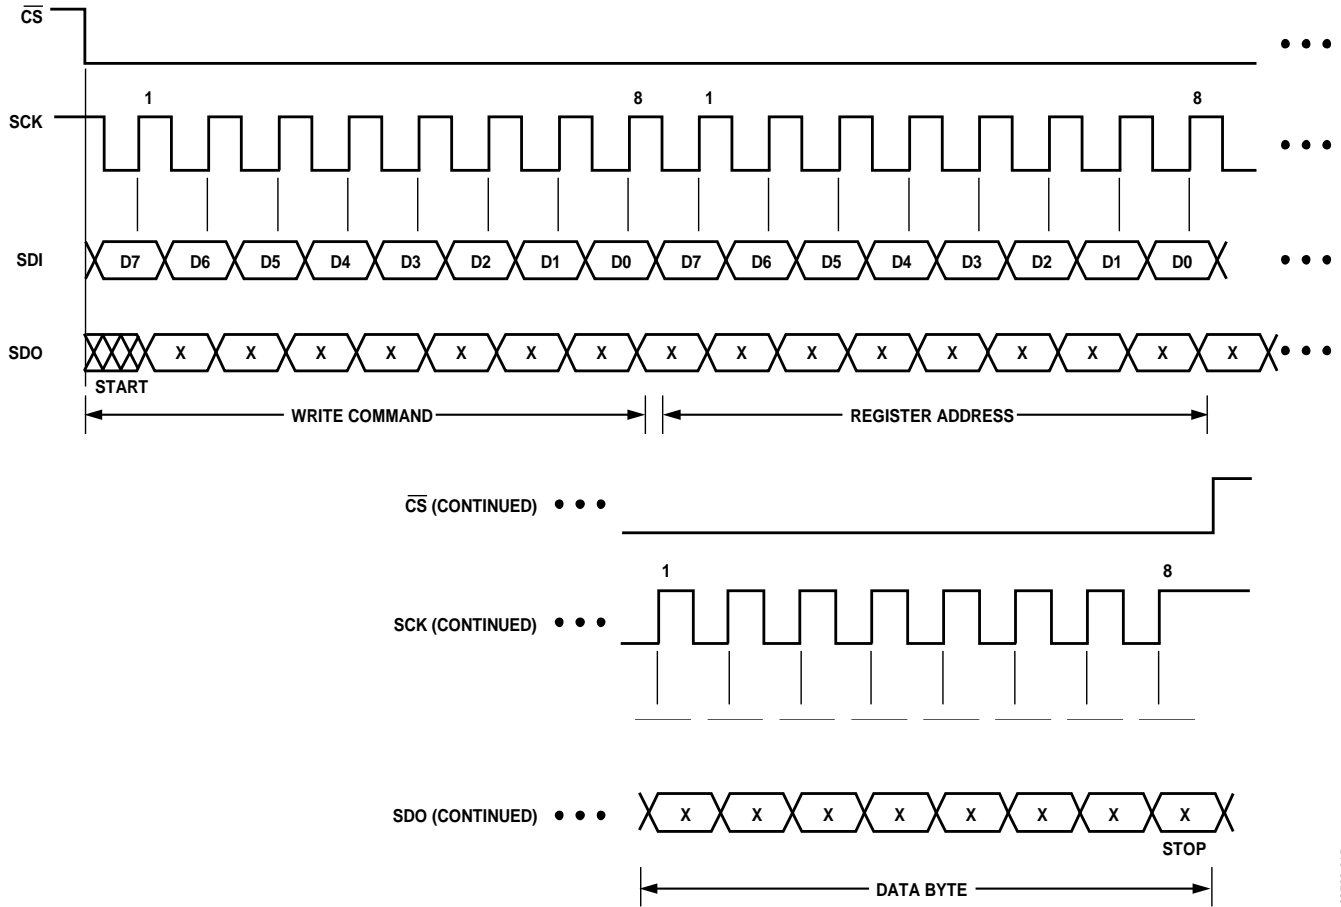 CS
1 8 1 8
SCK
SDI D7 D6 D5 D4 D3 D2 D1 D0 D7 D6 D5 D4 D3 D2 D1 D0
SDO X X X X X X X X X X X X X X X X
START
WRITE COMMAND REGISTER ADDRESS
CS (CONTINUED)
1 8
SCK (CONTINUED)
SDO (CONTINUED) X X X X X X X X
STOP
DATA BYTE